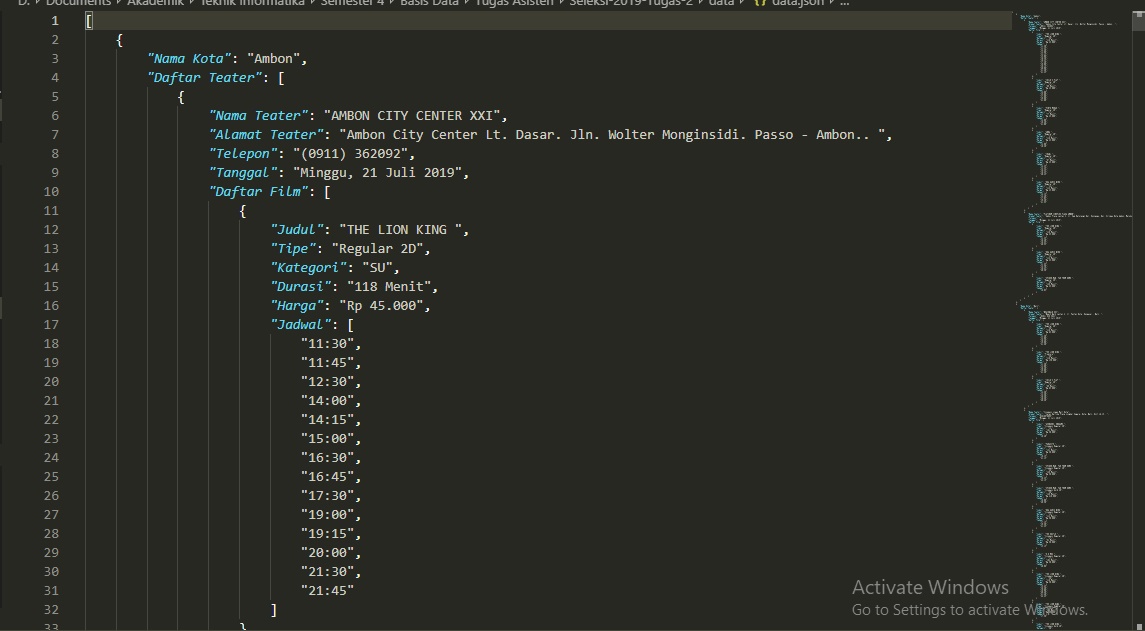 D: > Documents > Akademik > Teknik Informatika > Semester 4 > Basis Data > Tugas Asisten > Seleksi-2019-Tugas-2 > data > {} data.json > ...
1 [
2 {
3 "Nama Kota": "Ambon",
4 "Daftar Teater": [
5 {
6 "Nama Teater": "AMBON CITY CENTER XXI",
7 "Alamat Teater": "Ambon City Center Lt. Dasar. Jln. Wolter Monginsidi. Passo - Ambon.. ",
8 "Telepon": "(0911) 362092",
9 "Tanggal": "Minggu, 21 Juli 2019",
10 "Daftar Film": [
11 {
12 "Judul": "THE LION KING ",
13 "Tipe": "Regular 2D",
14 "Kategori": "SU",
15 "Durasi": "118 Menit",
16 "Harga": "Rp 45.000",
17 "Jadwal": [
18 "11:30",
19 "11:45",
20 "12:30",
21 "14:00",
22 "14:15",
23 "15:00",
24 "16:30",
25 "16:45",
26 "17:30",
27 "19:00",
28 "19:15",
29 "20:00",
30 "21:30",
31 "21:45"
32 ]
33 }
Activate Windows
Go to Settings to activate Windows.